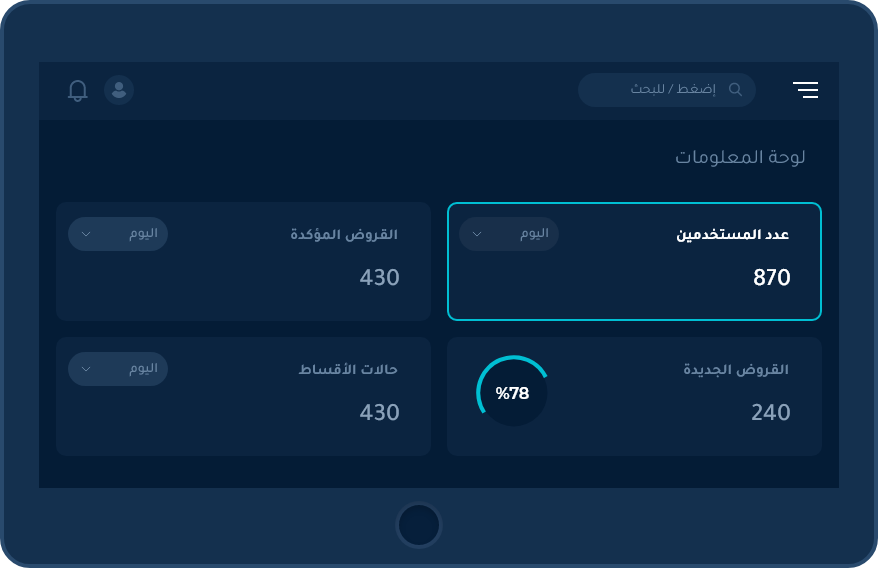 إضغط / للبحث
لوحة المعلومات
عدد المستخدمين
اليوم
870
القروض المؤكدة
اليوم
430
القروض الجديدة
240
%78
حالات الأقساط
اليوم
430